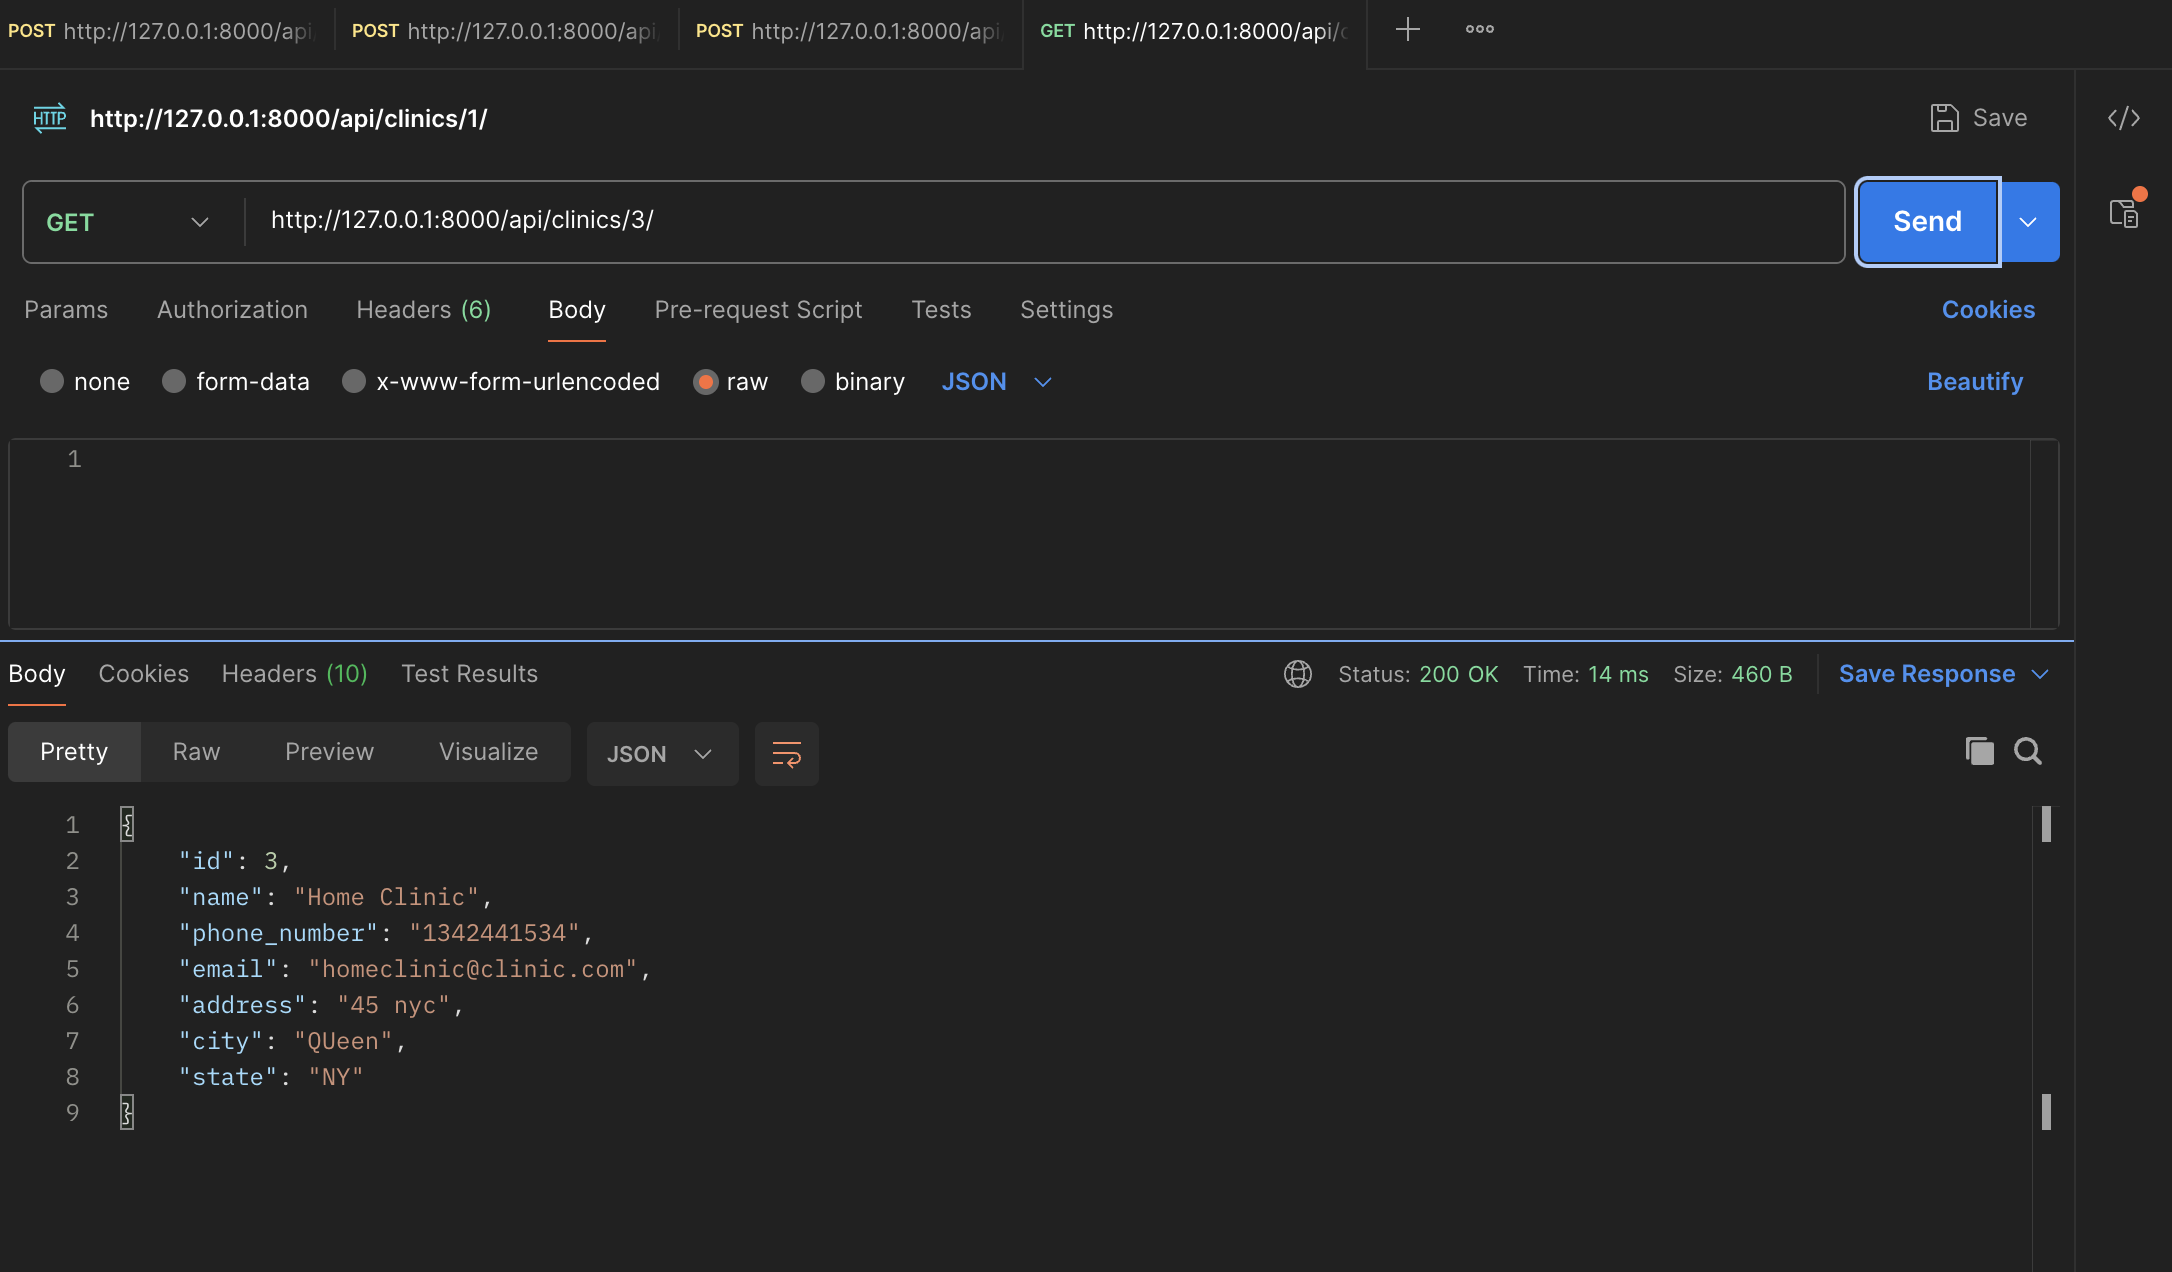 POST http://127.0.0.1:8000/api/ POST http://127.0.0.1:8000/api/ POST http://127.0.0.1:8000/api/ GET http://127.0.0.1:8000/api/c
HTTP http://127.0.0.1:8000/api/clinics/1/ Save
GET http://127.0.0.1:8000/api/clinics/3/ Send
Params Authorization Headers (6) Body Pre-request Script Tests Settings Cookies
none form-data x-www-form-urlencoded raw binary JSON Beautify
1
Body Cookies Headers (10) Test Results Status: 200 OK Time: 14 ms Size: 460 B Save Response
Pretty Raw Preview Visualize JSON
1 {
2 "id": 3,
3 "name": "Home Clinic",
4 "phone_number": "1342441534",
5 "email": "homeclinic@clinic.com",
6 "address": "45 nyc",
7 "city": "QUeen",
8 "state": "NY"
9 }